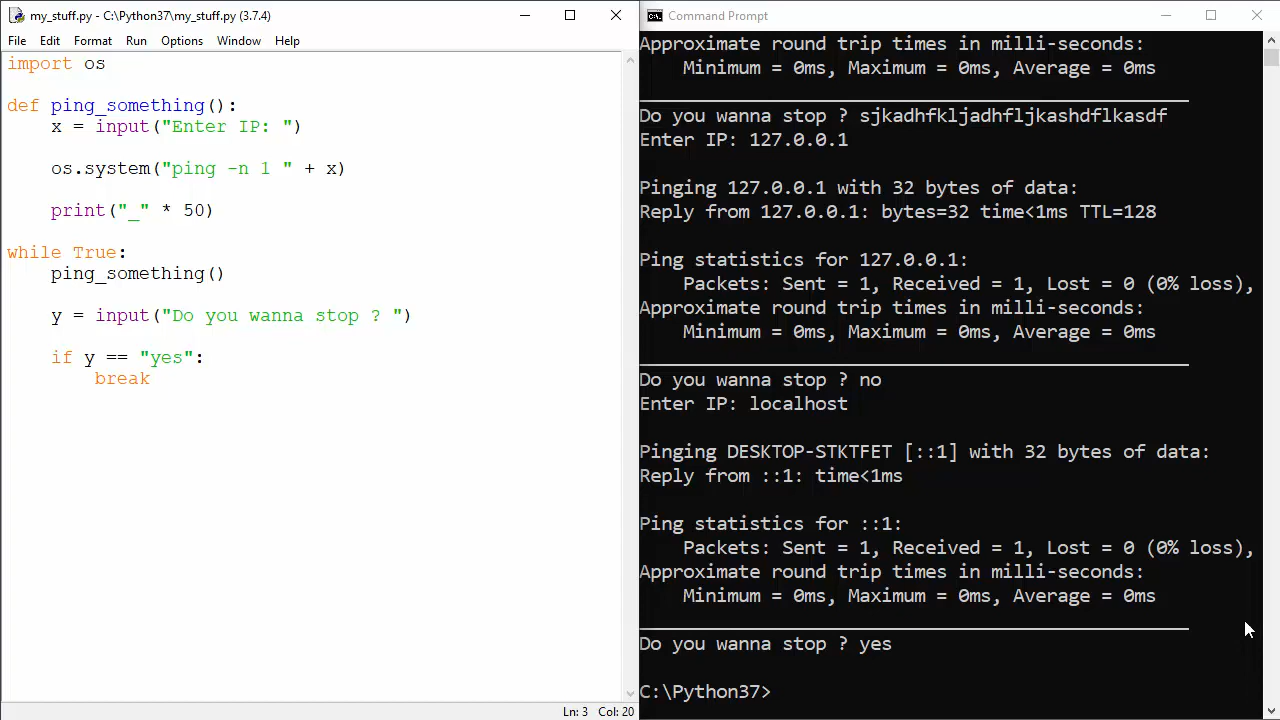 my_stuff.py - C:\Python37\my_stuff.py (3.7.4)
File Edit Format Run Options Window Help
import os
def ping_something():
    x = input("Enter IP: ")
    os.system("ping -n 1 " + x)
    print("_" * 50)
while True:
    ping_something()
    y = input("Do you wanna stop ? ")
    if y == "yes":
        break
Ln: 3 Col: 20
Command Prompt
Approximate round trip times in milli-seconds:
    Minimum = 0ms, Maximum = 0ms, Average = 0ms
__________________________________________________
Do you wanna stop ? sjkadhfkljadhfljkashdflkasdf
Enter IP: 127.0.0.1
Pinging 127.0.0.1 with 32 bytes of data:
Reply from 127.0.0.1: bytes=32 time<1ms TTL=128
Ping statistics for 127.0.0.1:
    Packets: Sent = 1, Received = 1, Lost = 0 (0% loss),
Approximate round trip times in milli-seconds:
    Minimum = 0ms, Maximum = 0ms, Average = 0ms
__________________________________________________
Do you wanna stop ? no
Enter IP: localhost
Pinging DESKTOP-STKTFET [::1] with 32 bytes of data:
Reply from ::1: time<1ms
Ping statistics for ::1:
    Packets: Sent = 1, Received = 1, Lost = 0 (0% loss),
Approximate round trip times in milli-seconds:
    Minimum = 0ms, Maximum = 0ms, Average = 0ms
__________________________________________________
Do you wanna stop ? yes
C:\Python37>